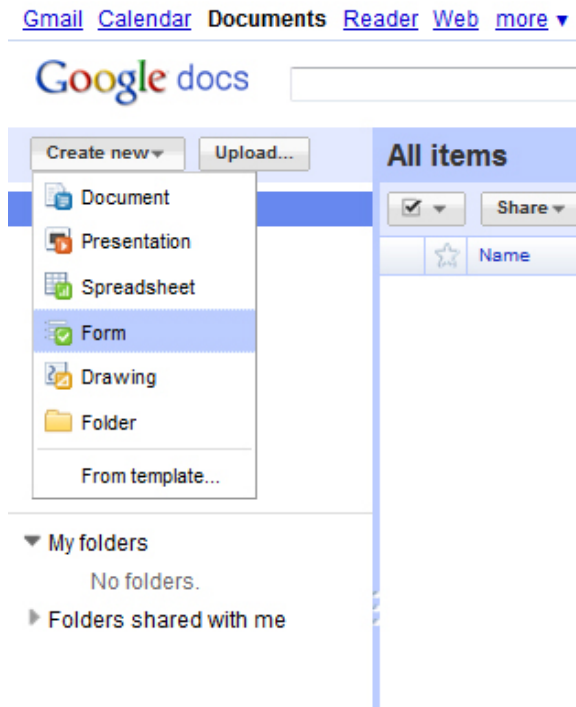 Gmail Calendar Documents Reader Web more ▼
Google docs
Create new Upload... All items
Document
Share
Presentation
Name
Spreadsheet
Form
Drawing
Folder
From template...
My folders
No folders.
Folders shared with me